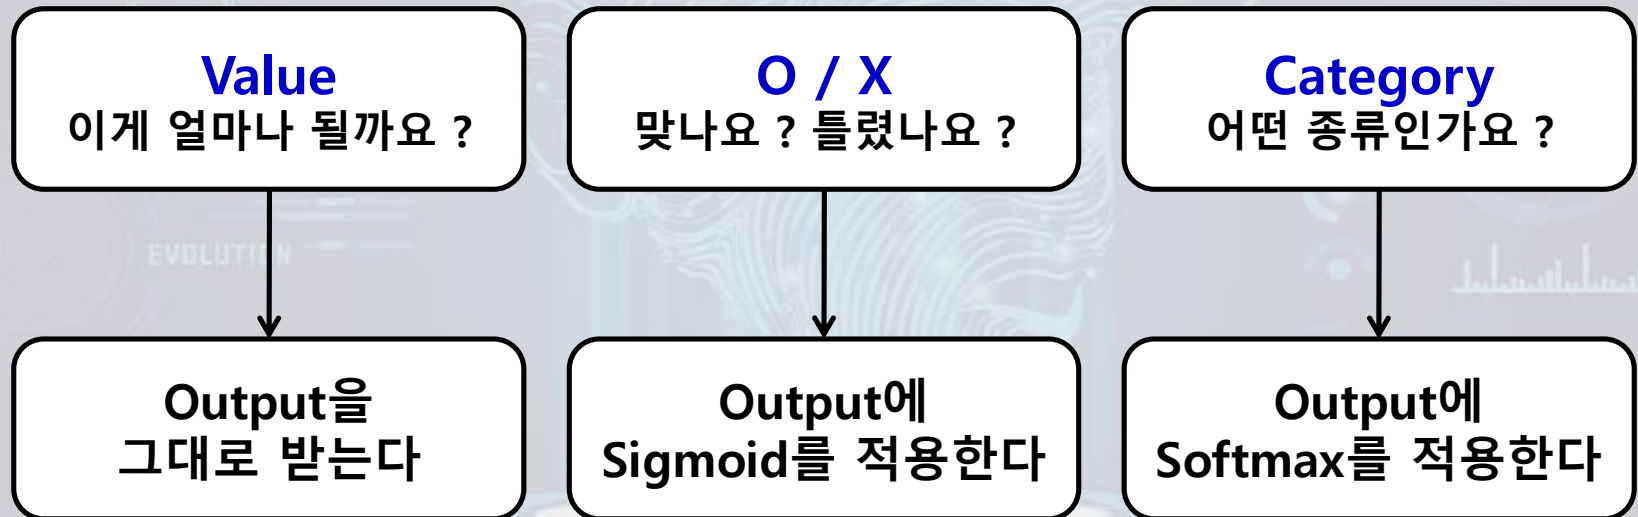 Value
이게 얼마나 될까요 ?
O / X
맞나요 ? 틀렸나요 ?
Category
어떤 종류인가요 ?
EVOLUTION
Output을
그대로 받는다
Output에
Sigmoid를 적용한다
Output에
Softmax를 적용한다